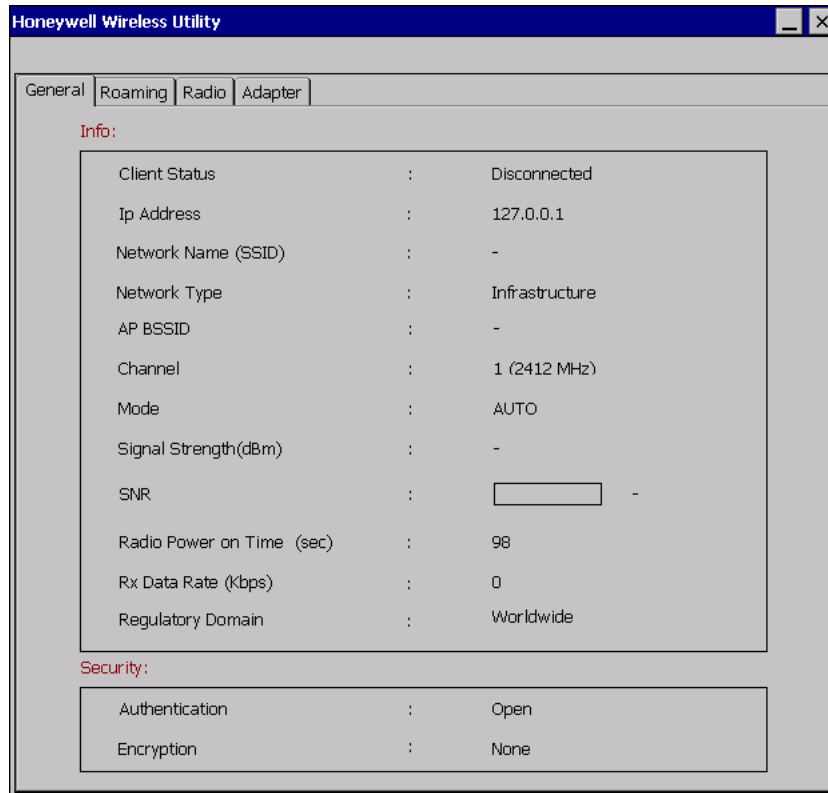 Honeywell Wireless Utility
General Roaming Radio Adapter
Info:
Client Status : Disconnected
Ip Address : 127.0.0.1
Network Name (SSID) : -
Network Type : Infrastructure
AP BSSID : -
Channel : 1 (2412 MHz)
Mode : AUTO
Signal Strength(dBm) : -
SNR : -
Radio Power on Time (sec) : 98
Rx Data Rate (Kbps) : 0
Regulatory Domain : Worldwide
Security:
Authentication : Open
Encryption : None